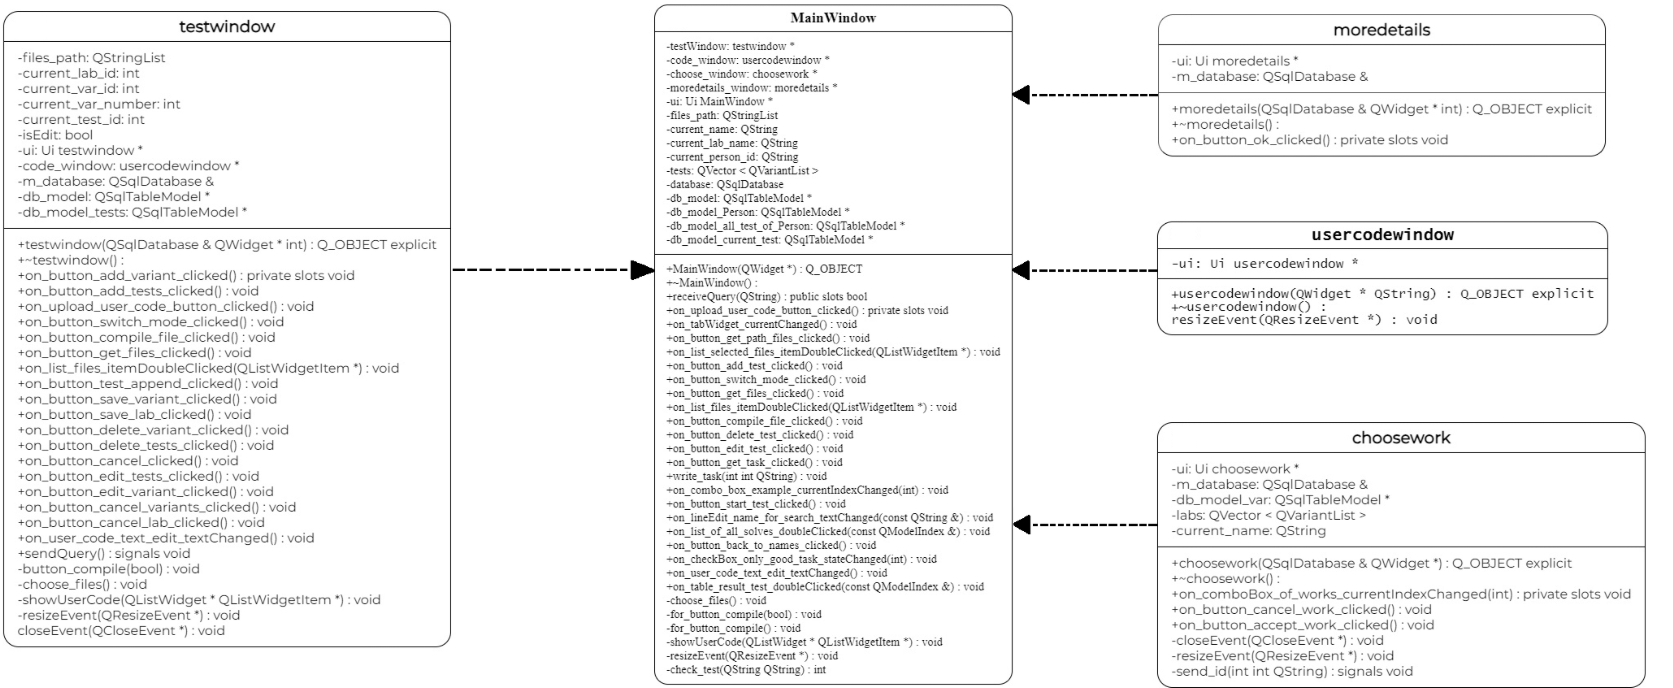 testwindow
-files_path: QStringList
-current_lab_id: int
-current_var_id: int
-current_var_number: int
-current_test_id: int
-isEdit: bool
-ui: Ui testwindow *
-code_window: usercodewindow *
-m_database: QSqlDatabase &
-db_model: QSqlTableModel *
-db_model_tests: QSqlTableModel *
+testwindow(QSqlDatabase & QWidget * int) : Q_OBJECT explicit
+~testwindow() :
+on_button_add_variant_clicked() : private slots void
+on_button_add_tests_clicked() : void
+on_upload_user_code_button_clicked() : void
+on_button_switch_mode_clicked() : void
+on_button_compile_file_clicked() : void
+on_button_get_files_clicked() : void
+on_list_files_itemDoubleClicked(QListWidgetItem *) : void
+on_button_test_append_clicked() : void
+on_button_save_variant_clicked() : void
+on_button_save_lab_clicked() : void
+on_button_delete_variant_clicked() : void
+on_button_delete_tests_clicked() : void
+on_button_cancel_clicked() : void
+on_button_edit_tests_clicked() : void
+on_button_edit_variant_clicked() : void
+on_button_cancel_variants_clicked() : void
+on_button_cancel_lab_clicked() : void
+on_user_code_text_edit_textChanged() : void
+sendQuery() : signals void
-button_compile(bool) : void
-choose_files() : void
-showUserCode(QListWidget * QListWidgetItem *) : void
-resizeEvent(QResizeEvent *) : void
closeEvent(QCloseEvent *) : void
MainWindow
-testWindow: testwindow *
-code_window: usercodewindow *
-choose_window: choosework *
-moredetails_window: moredetails *
-ui: Ui MainWindow *
-files_path: QStringList
-current_name: QString
-current_lab_name: QString
-current_person_id: QString
-tests: QVector < QVariantList >
-database: QSqlDatabase
-db_model: QSqlTableModel *
-db_model_Person: QSqlTableModel *
-db_model_all_test_of_Person: QSqlTableModel *
-db_model_current_test: QSqlTableModel *
+MainWindow(QWidget *) : Q_OBJECT
+~MainWindow() :
+receiveQuery(QString) : public slots bool
+on_upload_user_code_button_clicked() : private slots void
+on_tabWidget_currentChanged() : void
+on_button_get_path_files_clicked() : void
+on_list_selected_files_itemDoubleClicked(QListWidgetItem *) : void
+on_button_add_test_clicked() : void
+on_button_switch_mode_clicked() : void
+on_button_get_files_clicked() : void
+on_list_files_itemDoubleClicked(QListWidgetItem *) : void
+on_button_compile_file_clicked() : void
+on_button_delete_test_clicked() : void
+on_button_edit_test_clicked() : void
+on_button_get_task_clicked() : void
+write_task(int int QString) : void
+on_combo_box_example_currentIndexChanged(int) : void
+on_button_start_test_clicked() : void
+on_lineEdit_name_for_search_textChanged(const QString &) : void
+on_list_of_all_solves_doubleClicked(const QModelIndex &) : void
+on_button_back_to_names_clicked() : void
+on_checkBox_only_good_task_stateChanged(int) : void
+on_user_code_text_edit_textChanged() : void
+on_table_result_test_doubleClicked(const QModelIndex &) : void
-choose_files() : void
-for_button_compile(bool) : void
-for_button_compile() : void
-showUserCode(QListWidget * QListWidgetItem *) : void
-resizeEvent(QResizeEvent *) : void
-check_test(QString QString) : int
moredetails
-ui: Ui moredetails *
-m_database: QSqlDatabase &
+moredetails(QSqlDatabase & QWidget * int) : Q_OBJECT explicit
+~moredetails() :
+on_button_ok_clicked() : private slots void
usercodewindow
-ui: Ui usercodewindow *
+usercodewindow(QWidget * QString) : Q_OBJECT explicit
+~usercodewindow() :
resizeEvent(QResizeEvent *) : void
choosework
-ui: Ui choosework *
-m_database: QSqlDatabase &
-db_model_var: QSqlTableModel *
-labs: QVector < QVariantList >
-current_name: QString
+choosework(QSqlDatabase & QWidget *) : Q_OBJECT explicit
+~choosework() :
+on_comboBox_of_works_currentIndexChanged(int) : private slots void
+on_button_cancel_work_clicked() : void
+on_button_accept_work_clicked() : void
-closeEvent(QCloseEvent *) : void
-resizeEvent(QResizeEvent *) : void
-send_id(int int QString) : signals void